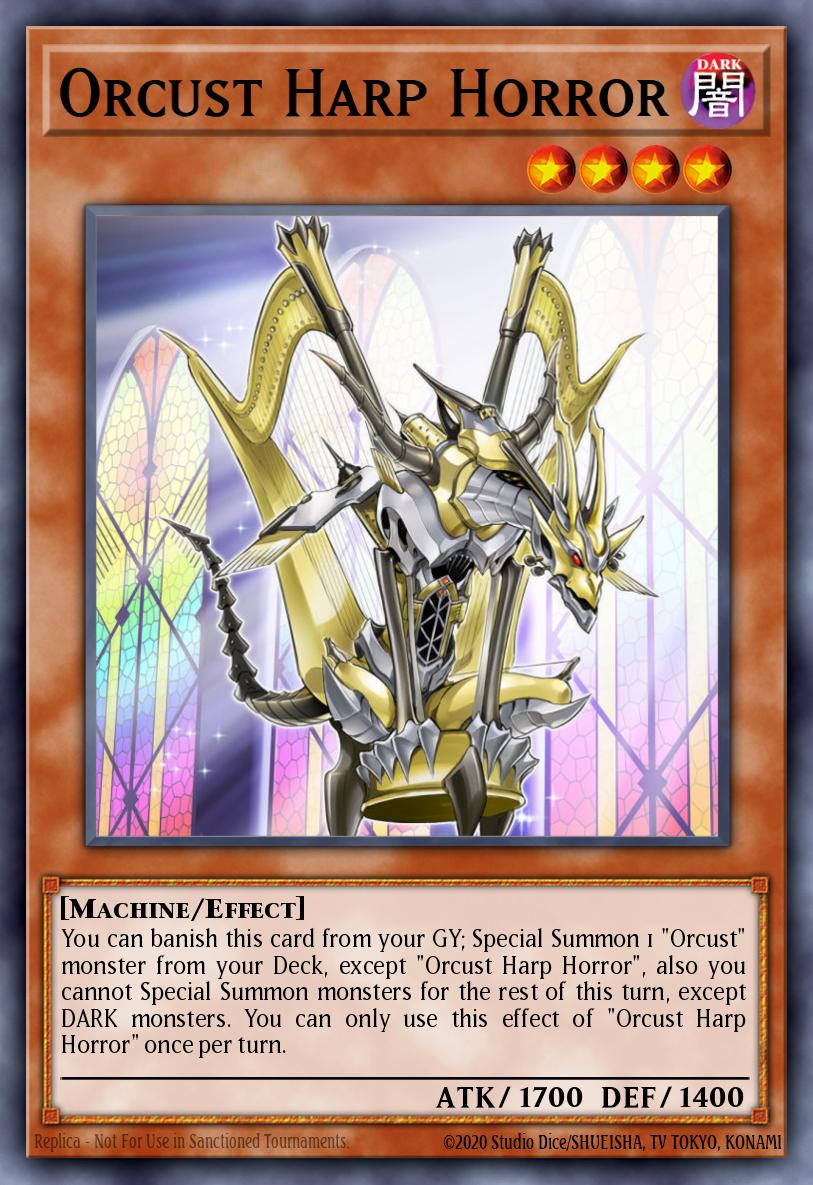 Orcust Harp Horror
DARK
闇
[Machine/Effect]
You can banish this card from your GY; Special Summon 1 "Orcust"
monster from your Deck, except "Orcust Harp Horror", also you
cannot Special Summon monsters for the rest of this turn, except
DARK monsters. You can only use this effect of "Orcust Harp
Horror" once per turn.
ATK/ 1700 DEF/ 1400
Replica - Not For Use in Sanctioned Tournaments.
©2020 Studio Dice/SHUEISHA, TV TOKYO, KONAMI